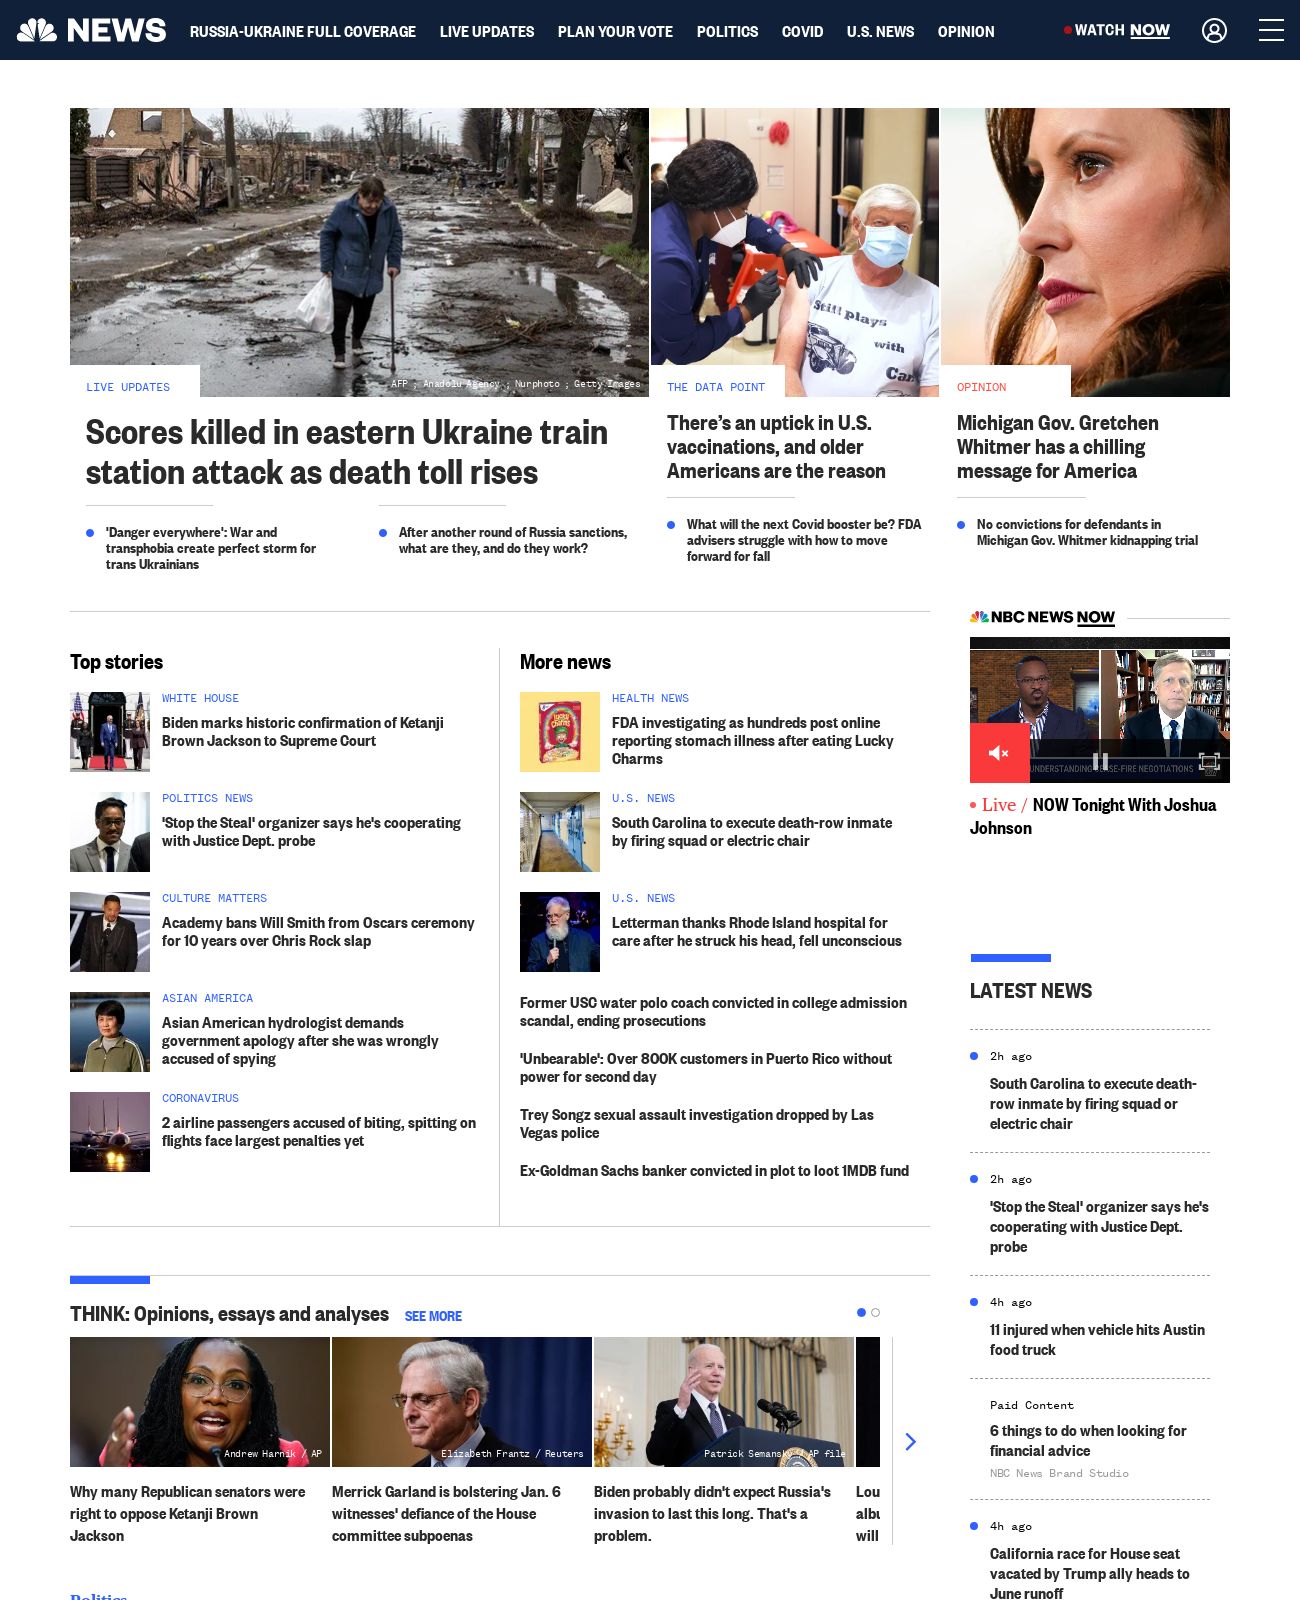 NEWS
RUSSIA-UKRAINE FULL COVERAGE
LIVE UPDATES
PLAN YOUR VOTE
POLITICS
COVID
U.S. NEWS
OPINION
WATCH NOW
AFP ; Anadolu Agency ; Nurphoto ; Getty Images
LIVE UPDATES
Scores killed in eastern Ukraine train
station attack as death toll rises
'Danger everywhere': War and
transphobia create perfect storm for
trans Ukrainians
After another round of Russia sanctions,
what are they, and do they work?
Still plays
with
THE DATA POINT
There's an uptick in U.S.
vaccinations, and older
Americans are the reason
What will the next Covid booster be? FDA
advisers struggle with how to move
forward for fall
OPINION
Michigan Gov. Gretchen
Whitmer has a chilling
message for America
No convictions for defendants in
Michigan Gov. Whitmer kidnapping trial
Top stories
WHITE HOUSE
Biden marks historic confirmation of Ketanji
Brown Jackson to Supreme Court
POLITICS NEWS
'Stop the Steal' organizer says he's cooperating
with Justice Dept. probe
CULTURE MATTERS
Academy bans Will Smith from Oscars ceremony
for 10 years over Chris Rock slap
ASIAN AMERICA
Asian American hydrologist demands
government apology after she was wrongly
accused of spying
CORONAVIRUS
2 airline passengers accused of biting, spitting on
flights face largest penalties yet
More news
Lucky
Charms
HEALTH NEWS
FDA investigating as hundreds post online
reporting stomach illness after eating Lucky
Charms
U.S. NEWS
South Carolina to execute death-row inmate
by firing squad or electric chair
U.S. NEWS
Letterman thanks Rhode Island hospital for
care after he struck his head, fell unconscious
Former USC water polo coach convicted in college admission
scandal, ending prosecutions
'Unbearable': Over 800K customers in Puerto Rico without
power for second day
Trey Songz sexual assault investigation dropped by Las
Vegas police
Ex-Goldman Sachs banker convicted in plot to loot 1MDB fund
NBC NEWS NOW
UNDERSTANDING CEASE-FIRE NEGOTIATIONS
Live / NOW Tonight With Joshua
Johnson
LATEST NEWS
2h ago
South Carolina to execute death-
row inmate by firing squad or
electric chair
2h ago
'Stop the Steal' organizer says he's
cooperating with Justice Dept.
probe
4h ago
11 injured when vehicle hits Austin
food truck
Paid Content
6 things to do when looking for
financial advice
NBC News Brand Studio
4h ago
California race for House seat
vacated by Trump ally heads to
June runoff
THINK: Opinions, essays and analyses
SEE MORE
Andrew Harnik / AP
Why many Republican senators were
right to oppose Ketanji Brown
Jackson
Elizabeth Frantz / Reuters
Merrick Garland is bolstering Jan. 6
witnesses' defiance of the House
committee subpoenas
Patrick Semansky / AP file
Biden probably didn't expect Russia's
invasion to last this long. That's a
problem.
Lou
albu
will
Politics